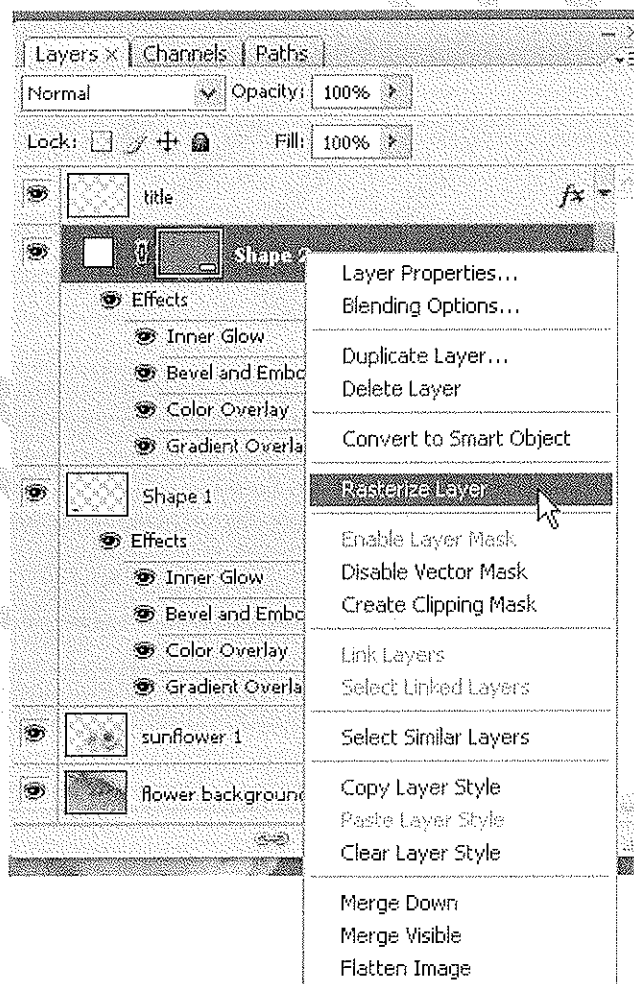 Layers × Channels Paths
Normal Opacity: 100%
Lock: Fill: 100%
title fx
Shape 2
Effects
Inner Glow
Bevel and Embo
Color Overlay
Gradient Overla
Shape 1
Effects
Inner Glow
Bevel and Embo
Color Overlay
Gradient Overla
sunflower 1
flower background
Layer Properties...
Blending Options...
Duplicate Layer...
Delete Layer
Convert to Smart Object
Rasterize Layer
Enable Layer Mask
Disable Vector Mask
Create Clipping Mask
Link Layers
Select Linked Layers
Select Similar Layers
Copy Layer Style
Paste Layer Style
Clear Layer Style
Merge Down
Merge Visible
Flatten Image